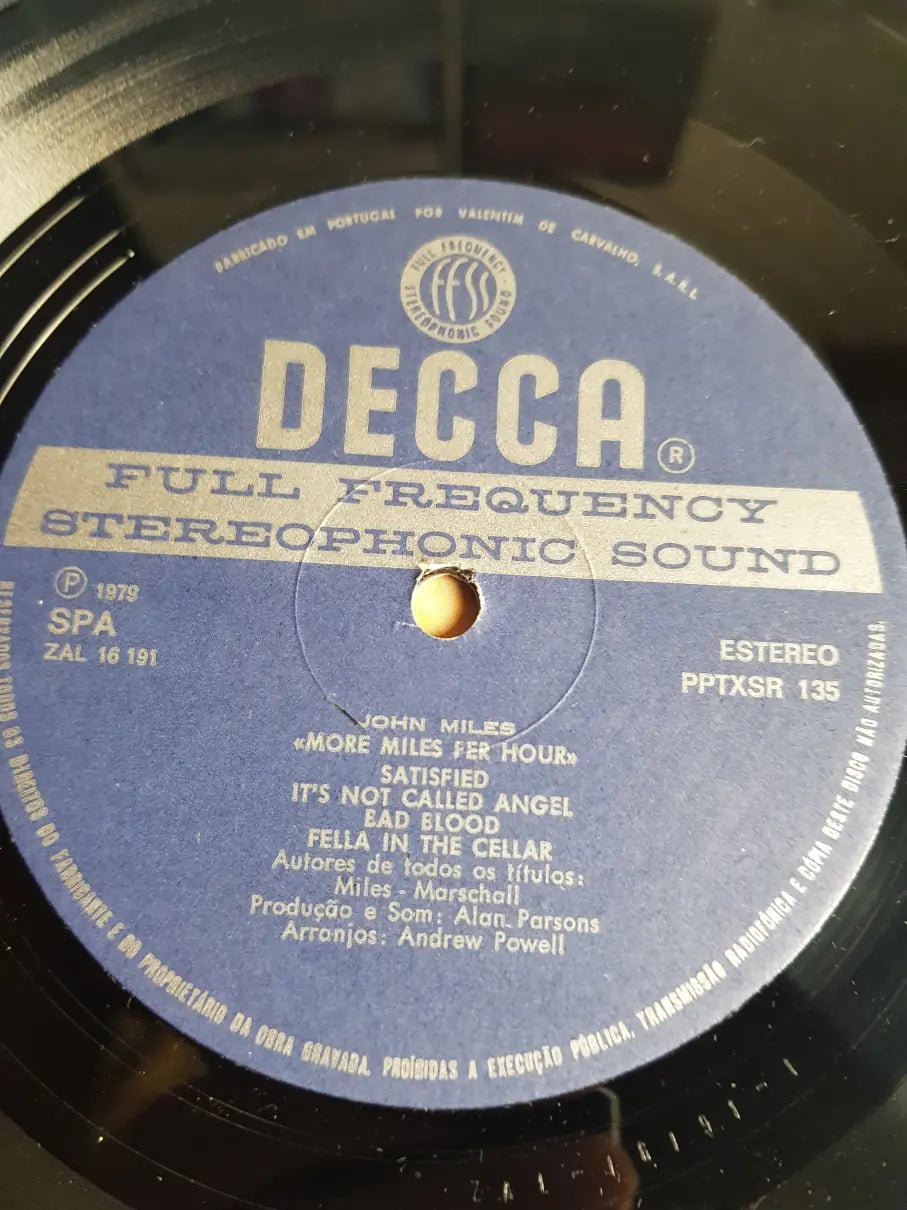 FABRICADO EM PORTUGAL POR VALENTIM DE CARVALHO, S.A.R.L
FULL FREQUENCY
ffss
STEREOPHONIC SOUND
DECCA ®
FULL FREQUENCY
STEREOPHONIC SOUND
Ⓟ 1979
SPA
ZAL 16 191
ESTEREO
PPTXSR 135
JOHN MILES
«MORE MILES PER HOUR»
SATISFIED
IT'S NOT CALLED ANGEL
BAD BLOOD
FELLA IN THE CELLAR
Autores de todos os títulos:
Miles - Marschall
Produção e Som: Alan Parsons
Arranjos: Andrew Powell
RESERVADOS TODOS OS DIREITOS DO FABRICANTE E DO PROPRIETÁRIO DA OBRA GRAVADA. PROÍBIDAS A EXECUÇÃO PÚBLICA, TRANSMISSÃO RADIOFÓNICA E CÓPIA DESTE DISCO NÃO AUTORIZADAS.
ZAL-16191-1